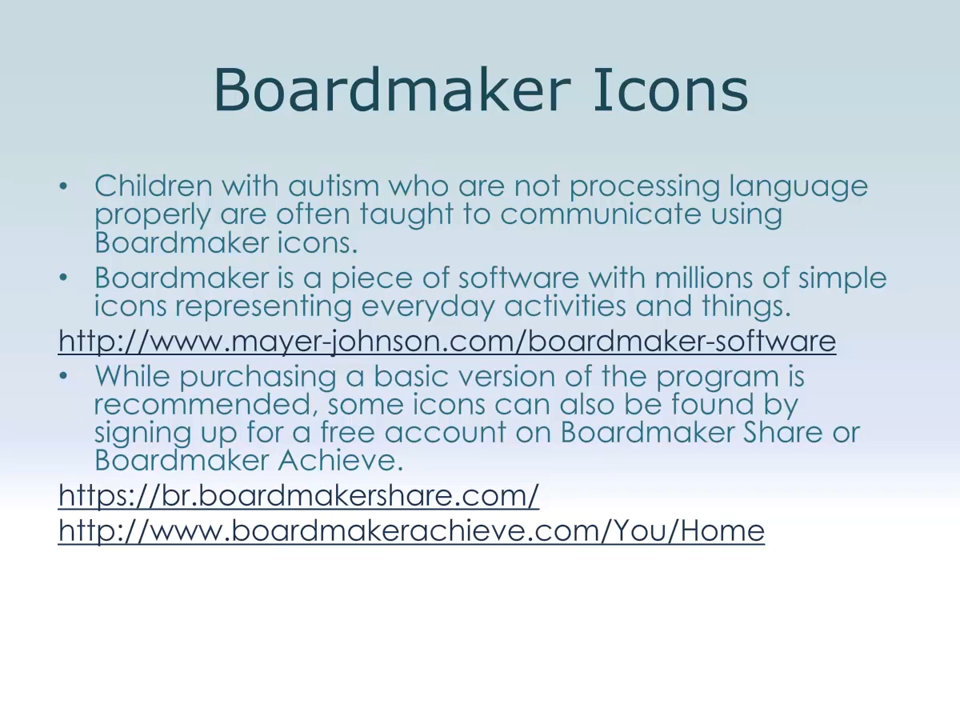 Boardmaker Icons
• Children with autism who are not processing language
properly are often taught to communicate using
Boardmaker icons.
• Boardmaker is a piece of software with millions of simple
icons representing everyday activities and things.
http://www.mayer-johnson.com/boardmaker-software
• While purchasing a basic version of the program is
recommended, some icons can also be found by
signing up for a free account on Boardmaker Share or
Boardmaker Achieve.
https://br.boardmakershare.com/
http://www.boardmakerachieve.com/You/Home